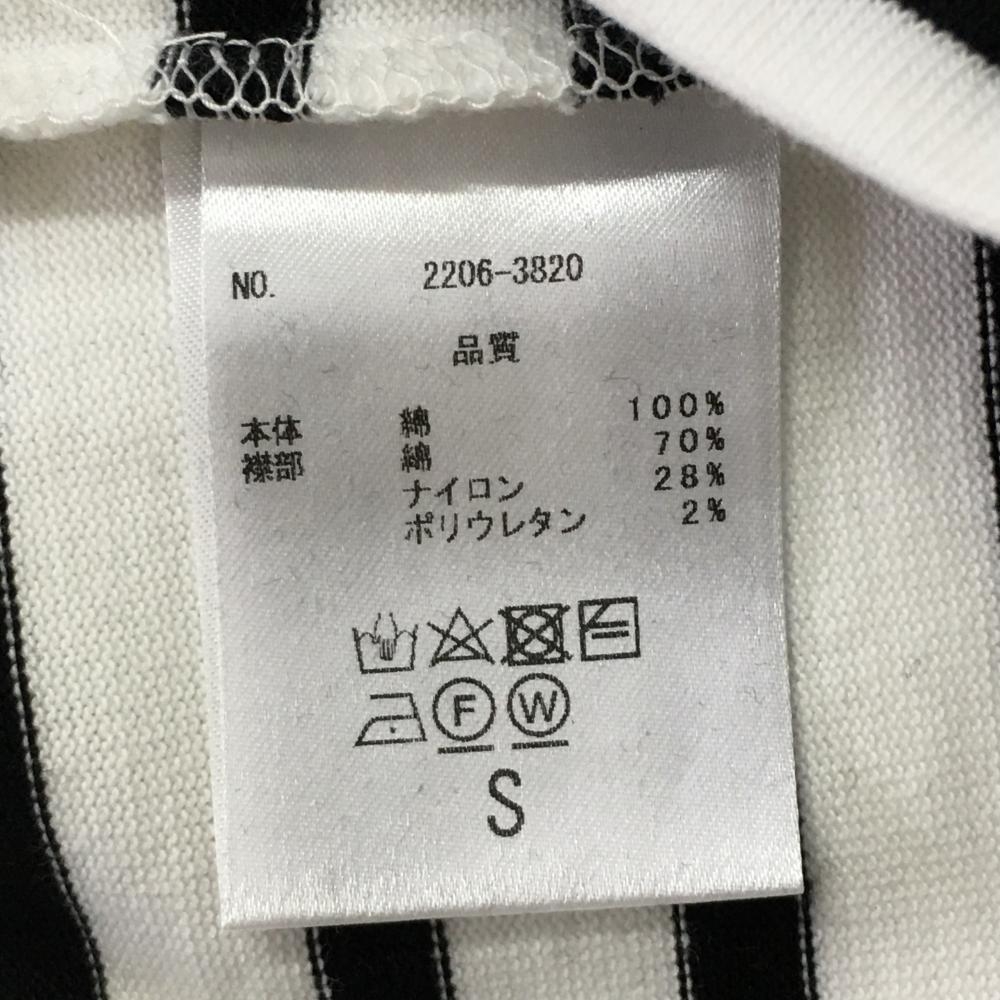 NO. 2206-3820
品質
本体 綿 100%
襟部 綿 70%
ナイロン 28%
ポリウレタン 2%
F W
S